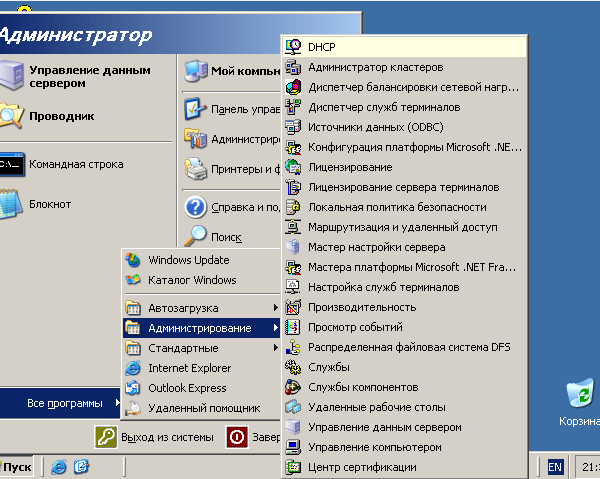 Администратор
Управление данным
сервером
Проводник
Командная строка
Блокнот
Все программы
Мой компьн
Панель управ
Администрир
Принтеры и ф
Справка и по
Поиск
Windows Update
Каталог Windows
Автозагрузка
Администрирование
Стандартные
Internet Explorer
Outlook Express
Удаленный помощник
DHCP
Администратор кластеров
Диспетчер балансировки сетевой нагр...
Диспетчер служб терминалов
Источники данных (ODBC)
Конфигурация платформы Microsoft .NE...
Лицензирование
Лицензирование сервера терминалов
Локальная политика безопасности
Маршрутизация и удаленный доступ
Мастер настройки сервера
Мастера платформы Microsoft .NET Fra...
Настройка служб терминалов
Производительность
Просмотр событий
Распределенная файловая система DFS
Службы
Службы компонентов
Удаленные рабочие столы
Управление данным сервером
Управление компьютером
Центр сертификации
Выход из системы
Завер
Корзина
Пуск
EN
21: